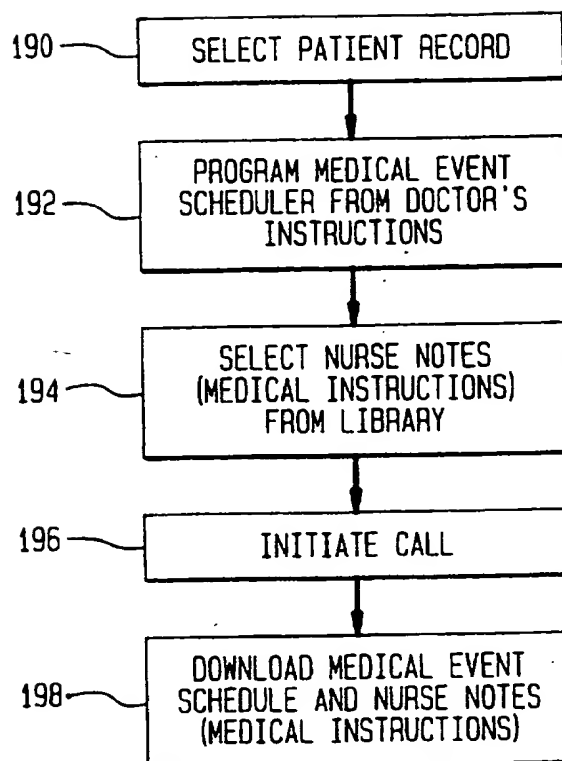 190
SELECT PATIENT RECORD
192
PROGRAM MEDICAL EVENT
SCHEDULER FROM DOCTOR'S
INSTRUCTIONS
194
SELECT NURSE NOTES
(MEDICAL INSTRUCTIONS)
FROM LIBRARY
196
INITIATE CALL
198
DOWNLOAD MEDICAL EVENT
SCHEDULE AND NURSE NOTES
(MEDICAL INSTRUCTIONS)